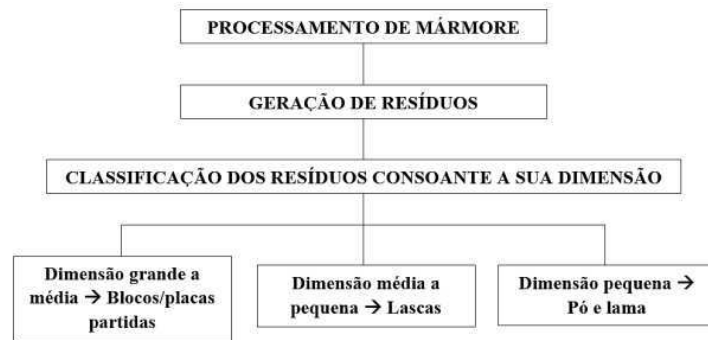 PROCESSAMENTO DE MÁRMORE
GERAÇÃO DE RESÍDUOS
CLASSIFICAÇÃO DOS RESÍDUOS CONSOANTE A SUA DIMENSÃO
Dimensão grande a
média → Blocos/placas
partidas
Dimensão média a
pequena → Lascas
Dimensão pequena →
Pó e lama